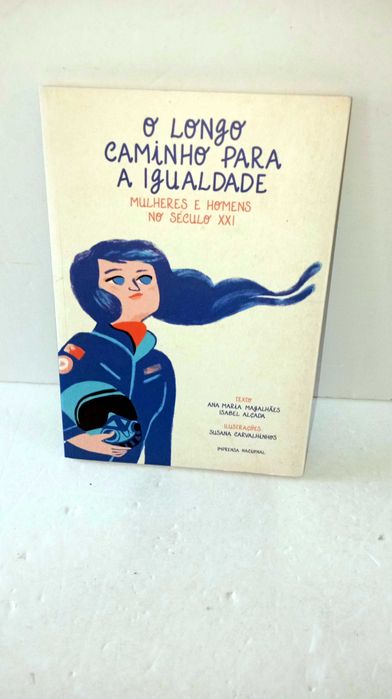 O LONGO
CAMINHO PARA
A IGUALDADE
MULHERES E HOMENS
NO SÉCULO XXI
TEXTO
ANA MARIA MAGALHÃES
ISABEL ALÇADA
ILUSTRAÇÕES
SUSANA CARVALHINHOS
IMPRENSA NACIONAL